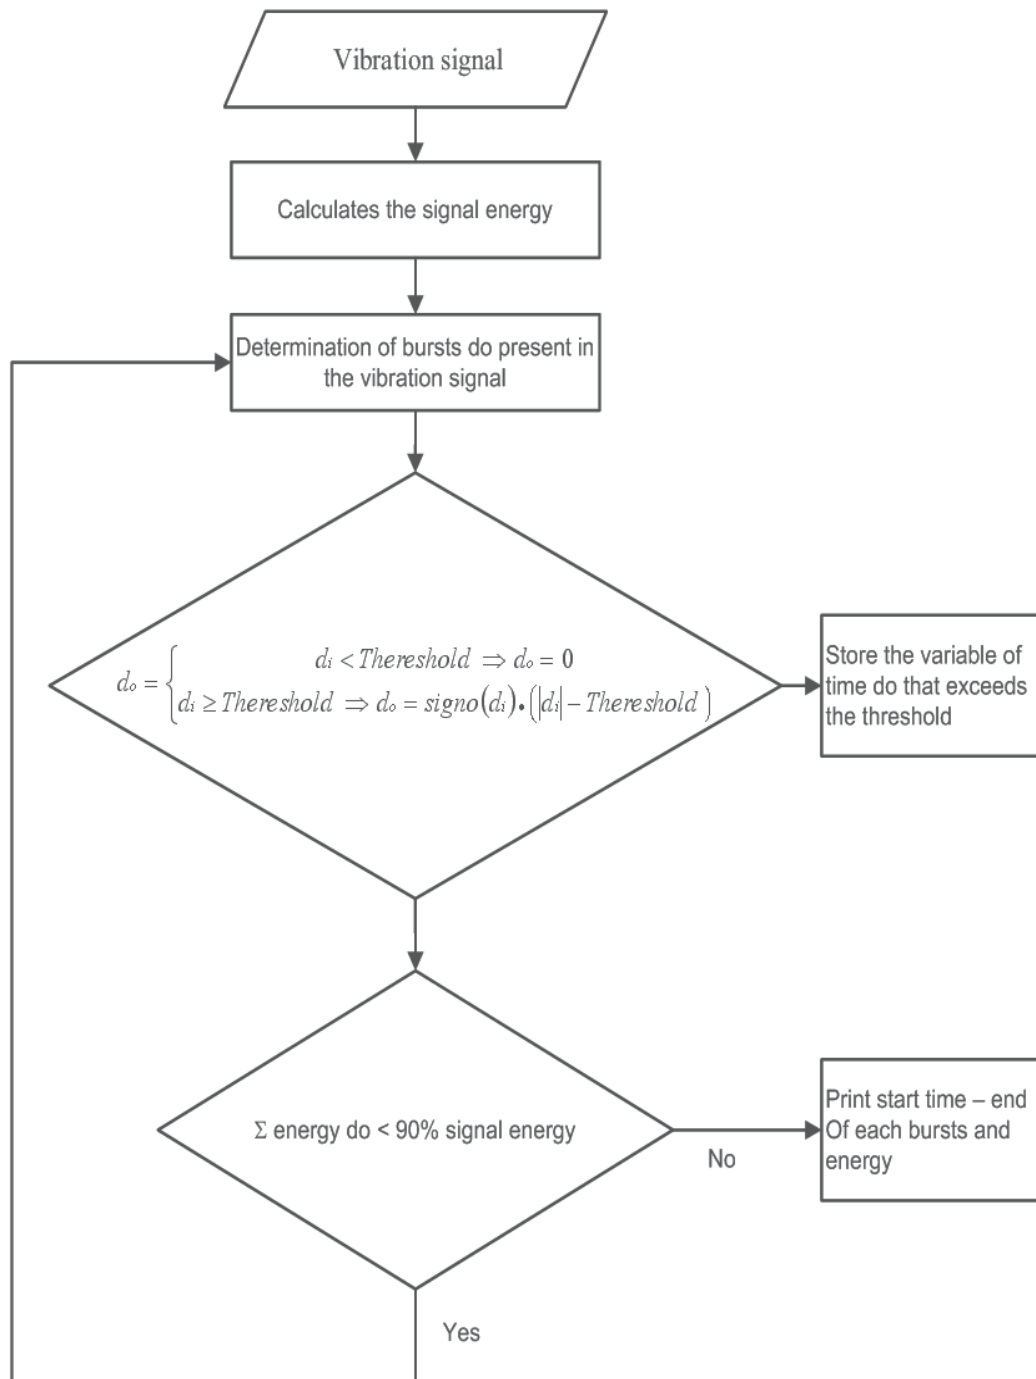 Vibration signal
Calculates the signal energy
Determination of bursts do present in
the vibration signal
dₒ = { dᵢ < Thereshold ⇒ dₒ = 0
dᵢ ≥ Thereshold ⇒ dₒ = signo(dᵢ)•(|dᵢ| − Thereshold)
Store the variable of
time do that exceeds
the threshold
Σ energy do < 90% signal energy
No
Print start time – end
Of each bursts and
energy
Yes